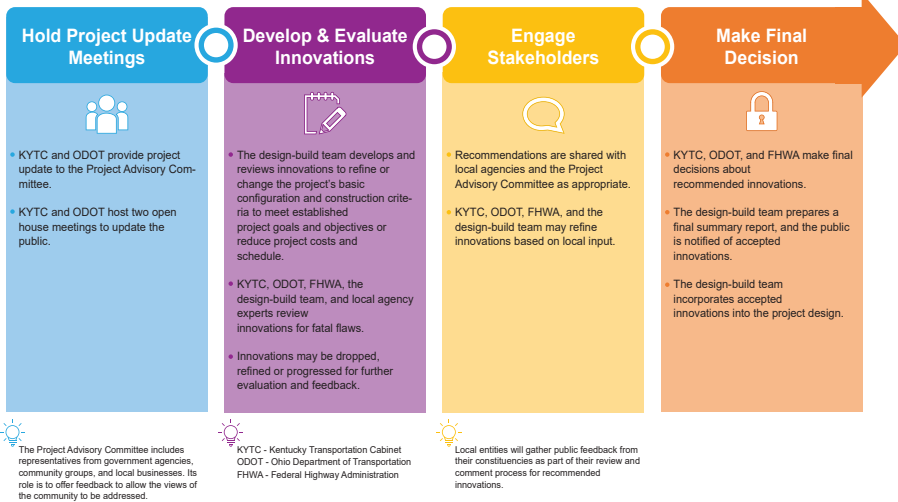 Hold Project Update
Meetings
• KYTC and ODOT provide project
update to the Project Advisory Com-
mittee.
• KYTC and ODOT host two open
house meetings to update the
public.
The Project Advisory Committee includes
representatives from government agencies,
community groups, and local businesses. Its
role is to offer feedback to allow the views of
the community to be addressed.
Develop & Evaluate
Innovations
• The design-build team develops and
reviews innovations to refine or
change the project's basic
configuration and construction crite-
ria to meet established
project goals and objectives or
reduce project costs and
schedule.
• KYTC, ODOT, FHWA, the
design-build team, and local agency
experts review
innovations for fatal flaws.
• Innovations may be dropped,
refined or progressed for further
evaluation and feedback.
KYTC - Kentucky Transportation Cabinet
ODOT - Ohio Department of Transportation
FHWA - Federal Highway Administration
Engage
Stakeholders
• Recommendations are shared with
local agencies and the Project
Advisory Committee as appropriate.
• KYTC, ODOT, FHWA, and the
design-build team may refine
innovations based on local input.
Local entities will gather public feedback from
their constituencies as part of their review and
comment process for recommended
innovations.
Make Final
Decision
• KYTC, ODOT, and FHWA make final
decisions about
recommended innovations.
• The design-build team prepares a
final summary report, and the public
is notified of accepted
innovations.
• The design-build team
incorporates accepted
innovations into the project design.